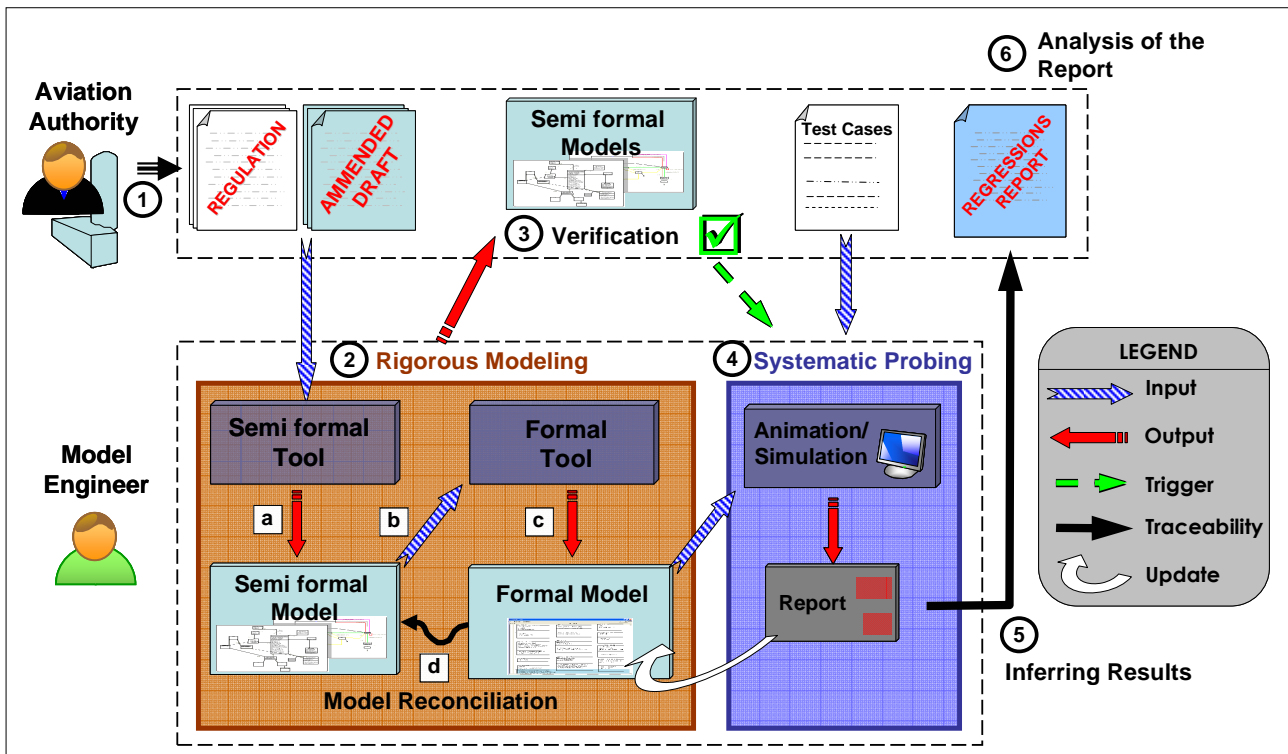 6
Analysis of the
Report
Aviation
Authority
1
REGULATION
AMMENDED
DRAFT
Semi formal
Models
3
Verification
Test Cases
REGRESSIONS
REPORT
2
Rigorous Modeling
4
Systematic Probing
Model
Engineer
Semi formal
Tool
Formal
Tool
a
b
c
Semi formal
Model
Formal Model
d
Model Reconciliation
Animation/
Simulation
Report
LEGEND
Input
Output
Trigger
Traceability
Update
5
Inferring Results